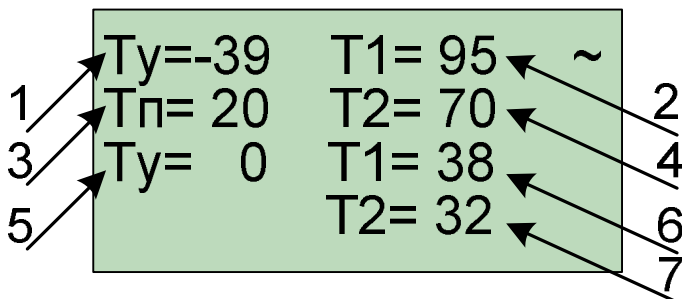 Ту=-39 Т1= 95 ~
1 2
Тп= 20 Т2= 70
3 4
Ту= 0 Т1= 38
5 6
Т2= 32
7